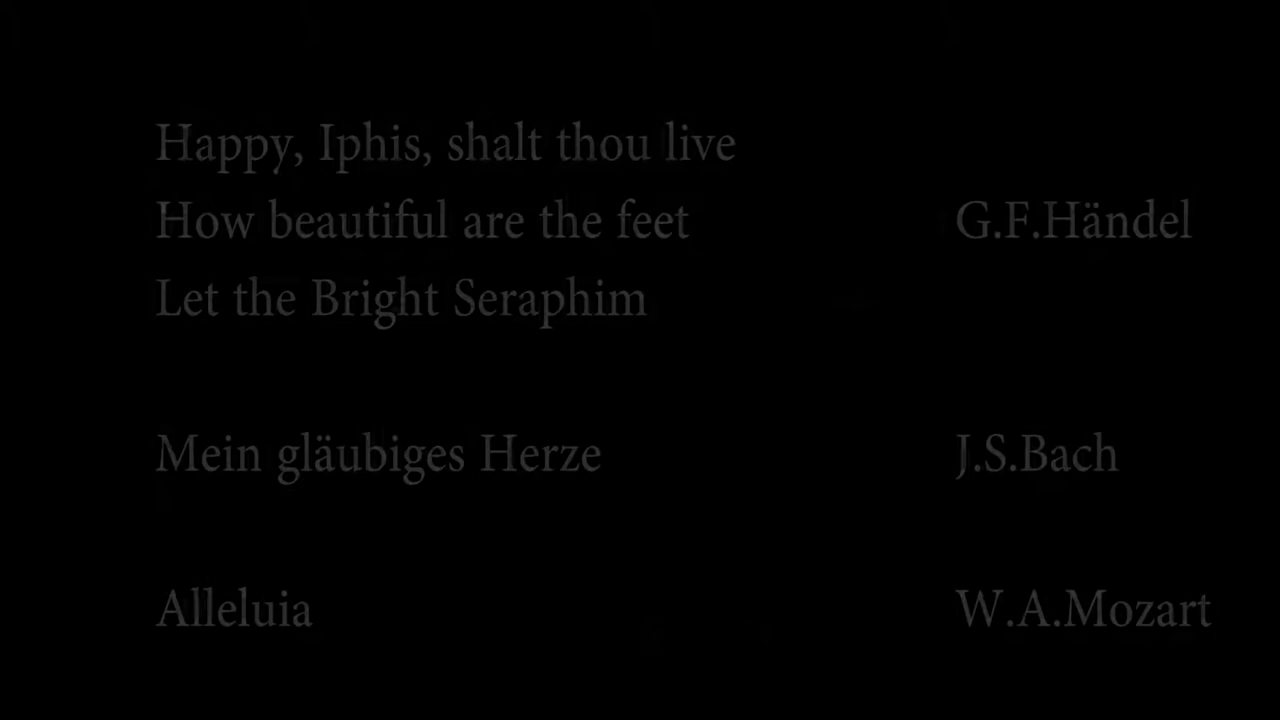 Happy, Iphis, shalt thou live
How beautiful are the feet G.F.Händel
Let the Bright Seraphim
Mein gläubiges Herze J.S.Bach
Alleluia W.A.Mozart